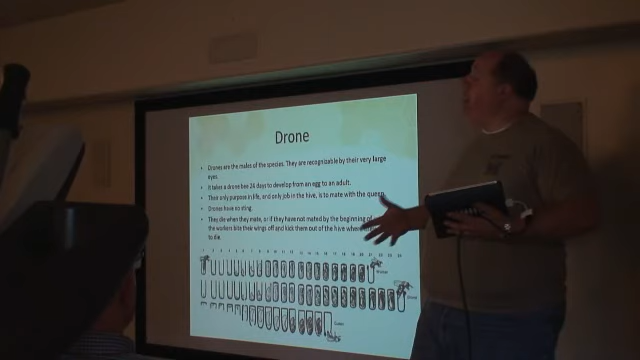 Drone
• Drones are the males of the species. They are recognizable by their very large
eyes.
• It takes a drone bee 24 days to develop from an egg to an adult.
• Their only purpose in life, and only job in the hive, is to mate with the queen.
• Drones have no sting.
• They die when they mate, or if they have not mated by the beginning of
the workers bite their wings off and kick them out of the hive where
to die.